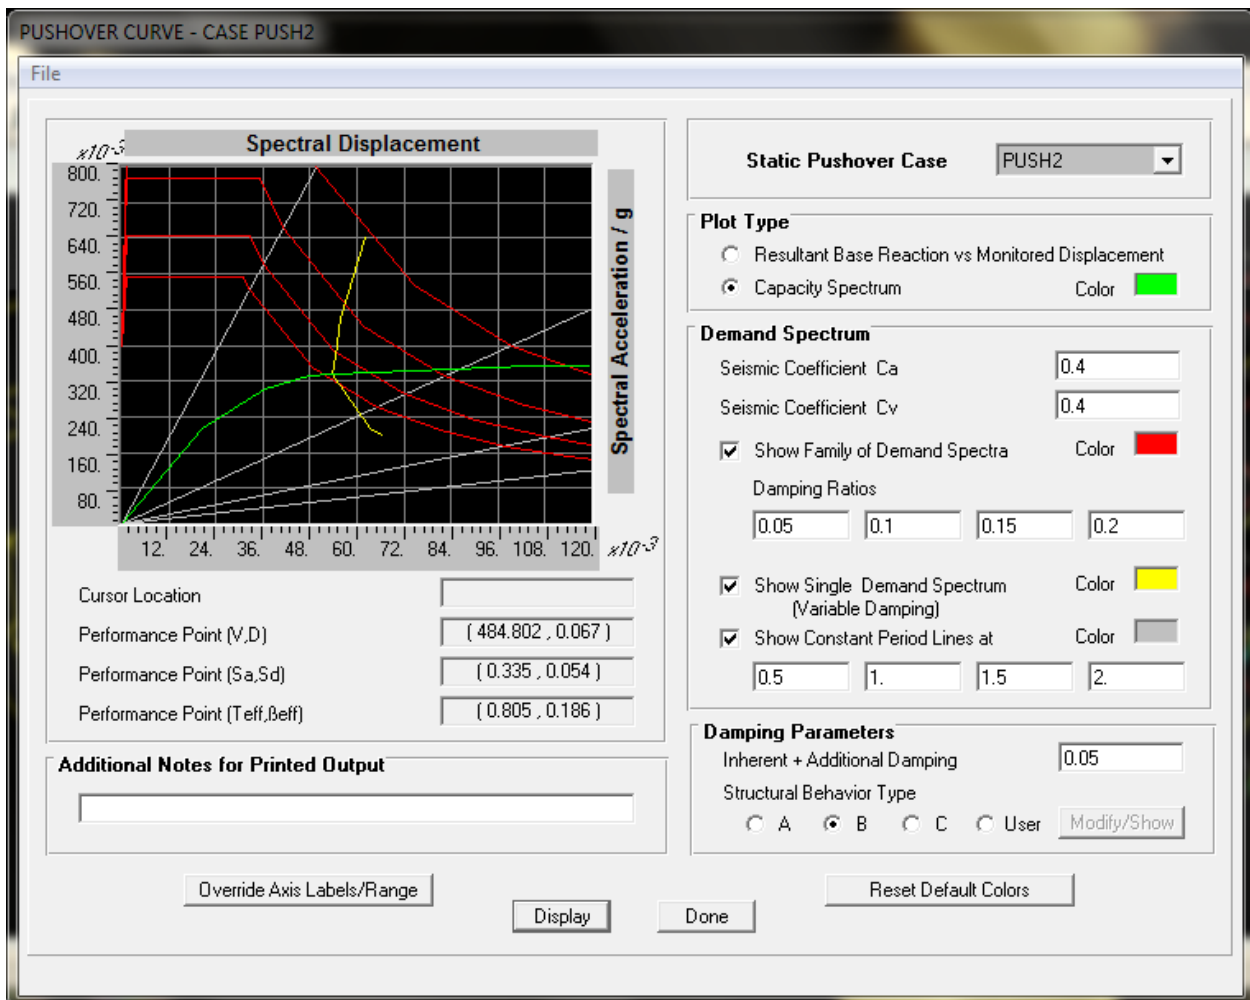 PUSHOVER CURVE - CASE PUSH2
File
x10-3
Spectral Displacement
800.
720.
640.
560.
480.
400.
320.
240.
160.
80.
Spectral Acceleration / g
12. 24. 36. 48. 60. 72. 84. 96. 108. 120. x10-3
Cursor Location
Performance Point (V,D) ( 484.802 , 0.067 )
Performance Point (Sa,Sd) ( 0.335 , 0.054 )
Performance Point (Teff,βeff) ( 0.805 , 0.186 )
Additional Notes for Printed Output
Static Pushover Case PUSH2
Plot Type
Resultant Base Reaction vs Monitored Displacement
Capacity Spectrum Color
Demand Spectrum
Seismic Coefficient Ca 0.4
Seismic Coefficient Cv 0.4
Show Family of Demand Spectra Color
Damping Ratios
0.05 0.1 0.15 0.2
Show Single Demand Spectrum Color
(Variable Damping)
Show Constant Period Lines at Color
0.5 1. 1.5 2.
Damping Parameters
Inherent + Additional Damping 0.05
Structural Behavior Type
A B C User Modify/Show
Override Axis Labels/Range
Reset Default Colors
Display
Done